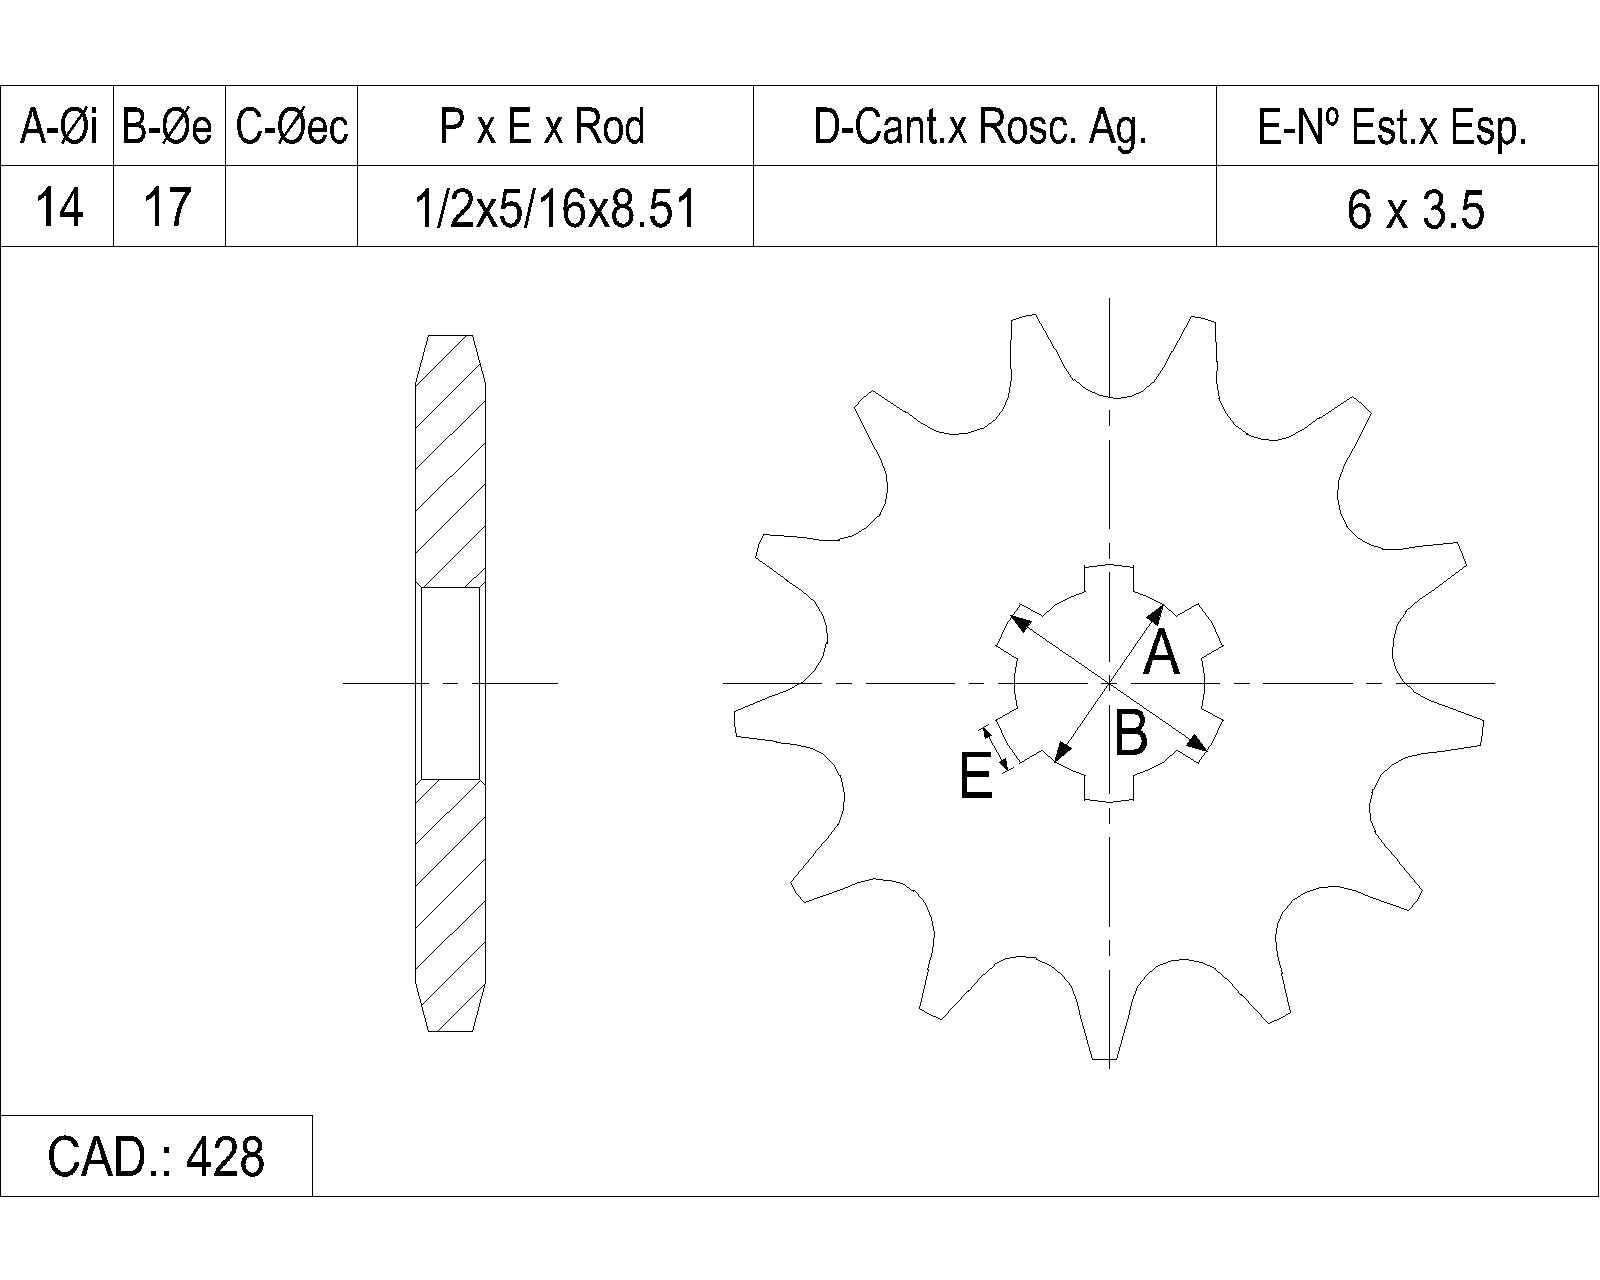 A-Øi B-Øe C-Øec P x E x Rod D-Cant.x Rosc. Ag. E-Nº Est.x Esp.
14 17 1/2x5/16x8.51 6 x 3.5
A
B
E
CAD.: 428